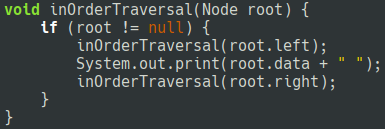 void inOrderTraversal(Node root) {
    if (root != null) {
        inOrderTraversal(root.left);
        System.out.print(root.data + " ");
        inOrderTraversal(root.right);
    }
}